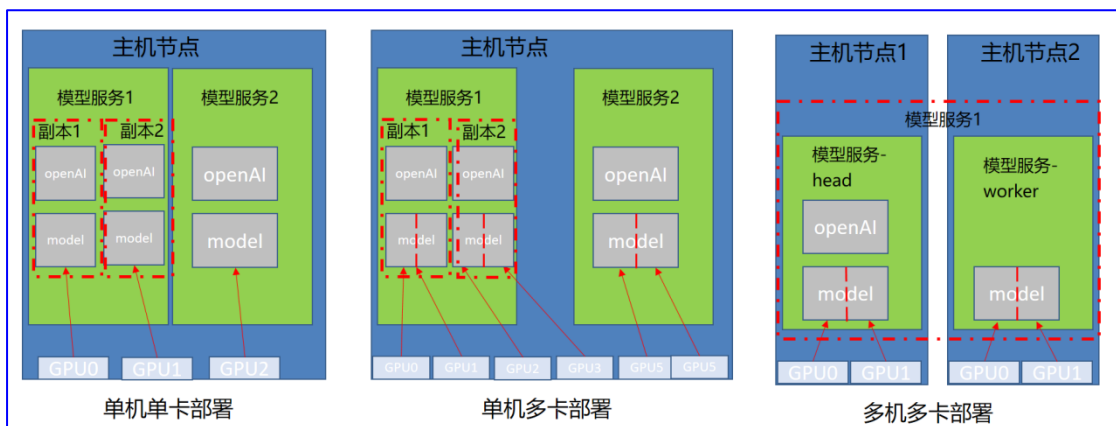 主机节点
模型服务1
模型服务2
副本1
副本2
openAI
openAI
openAI
model
model
model
GPU0
GPU1
GPU2
单机单卡部署
主机节点
模型服务1
模型服务2
副本1
副本2
openAI
openAI
openAI
model
model
model
GPU0
GPU1
GPU2
GPU3
GPU5
GPU5
单机多卡部署
主机节点1
主机节点2
模型服务1
模型服务-
head
模型服务-
worker
openAI
model
model
GPU0
GPU1
GPU0
GPU1
多机多卡部署